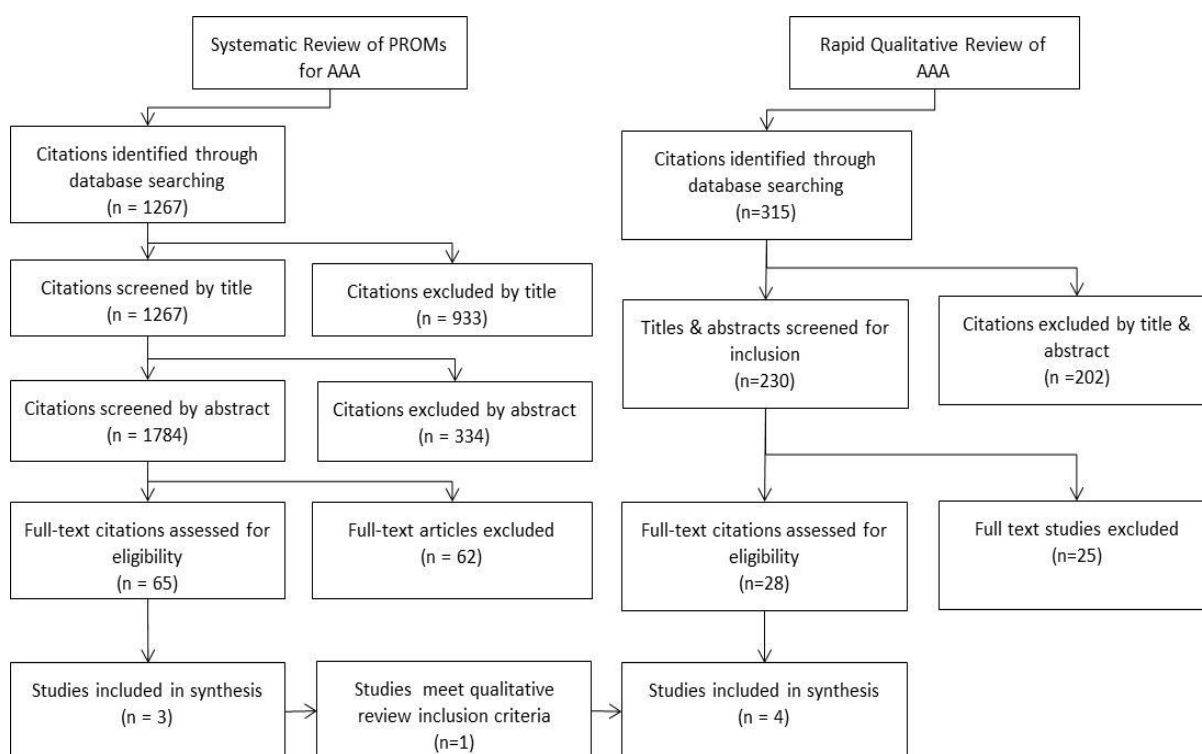 Systematic Review of PROMs
for AAA
Citations identified through
database searching
(n = 1267)
Citations screened by title
(n = 1267)
Citations excluded by title
(n = 933)
Citations screened by abstract
(n = 1784)
Citations excluded by abstract
(n = 334)
Full-text citations assessed for
eligibility
(n = 65)
Full-text articles excluded
(n = 62)
Studies included in synthesis
(n = 3)
Studies meet qualitative
review inclusion criteria
(n=1)
Rapid Qualitative Review of
AAA
Citations identified through
database searching
(n=315)
Titles & abstracts screened for
inclusion
(n=230)
Citations excluded by title &
abstract
(n =202)
Full-text citations assessed for
eligibility
(n=28)
Full text studies excluded
(n=25)
Studies included in synthesis
(n = 4)